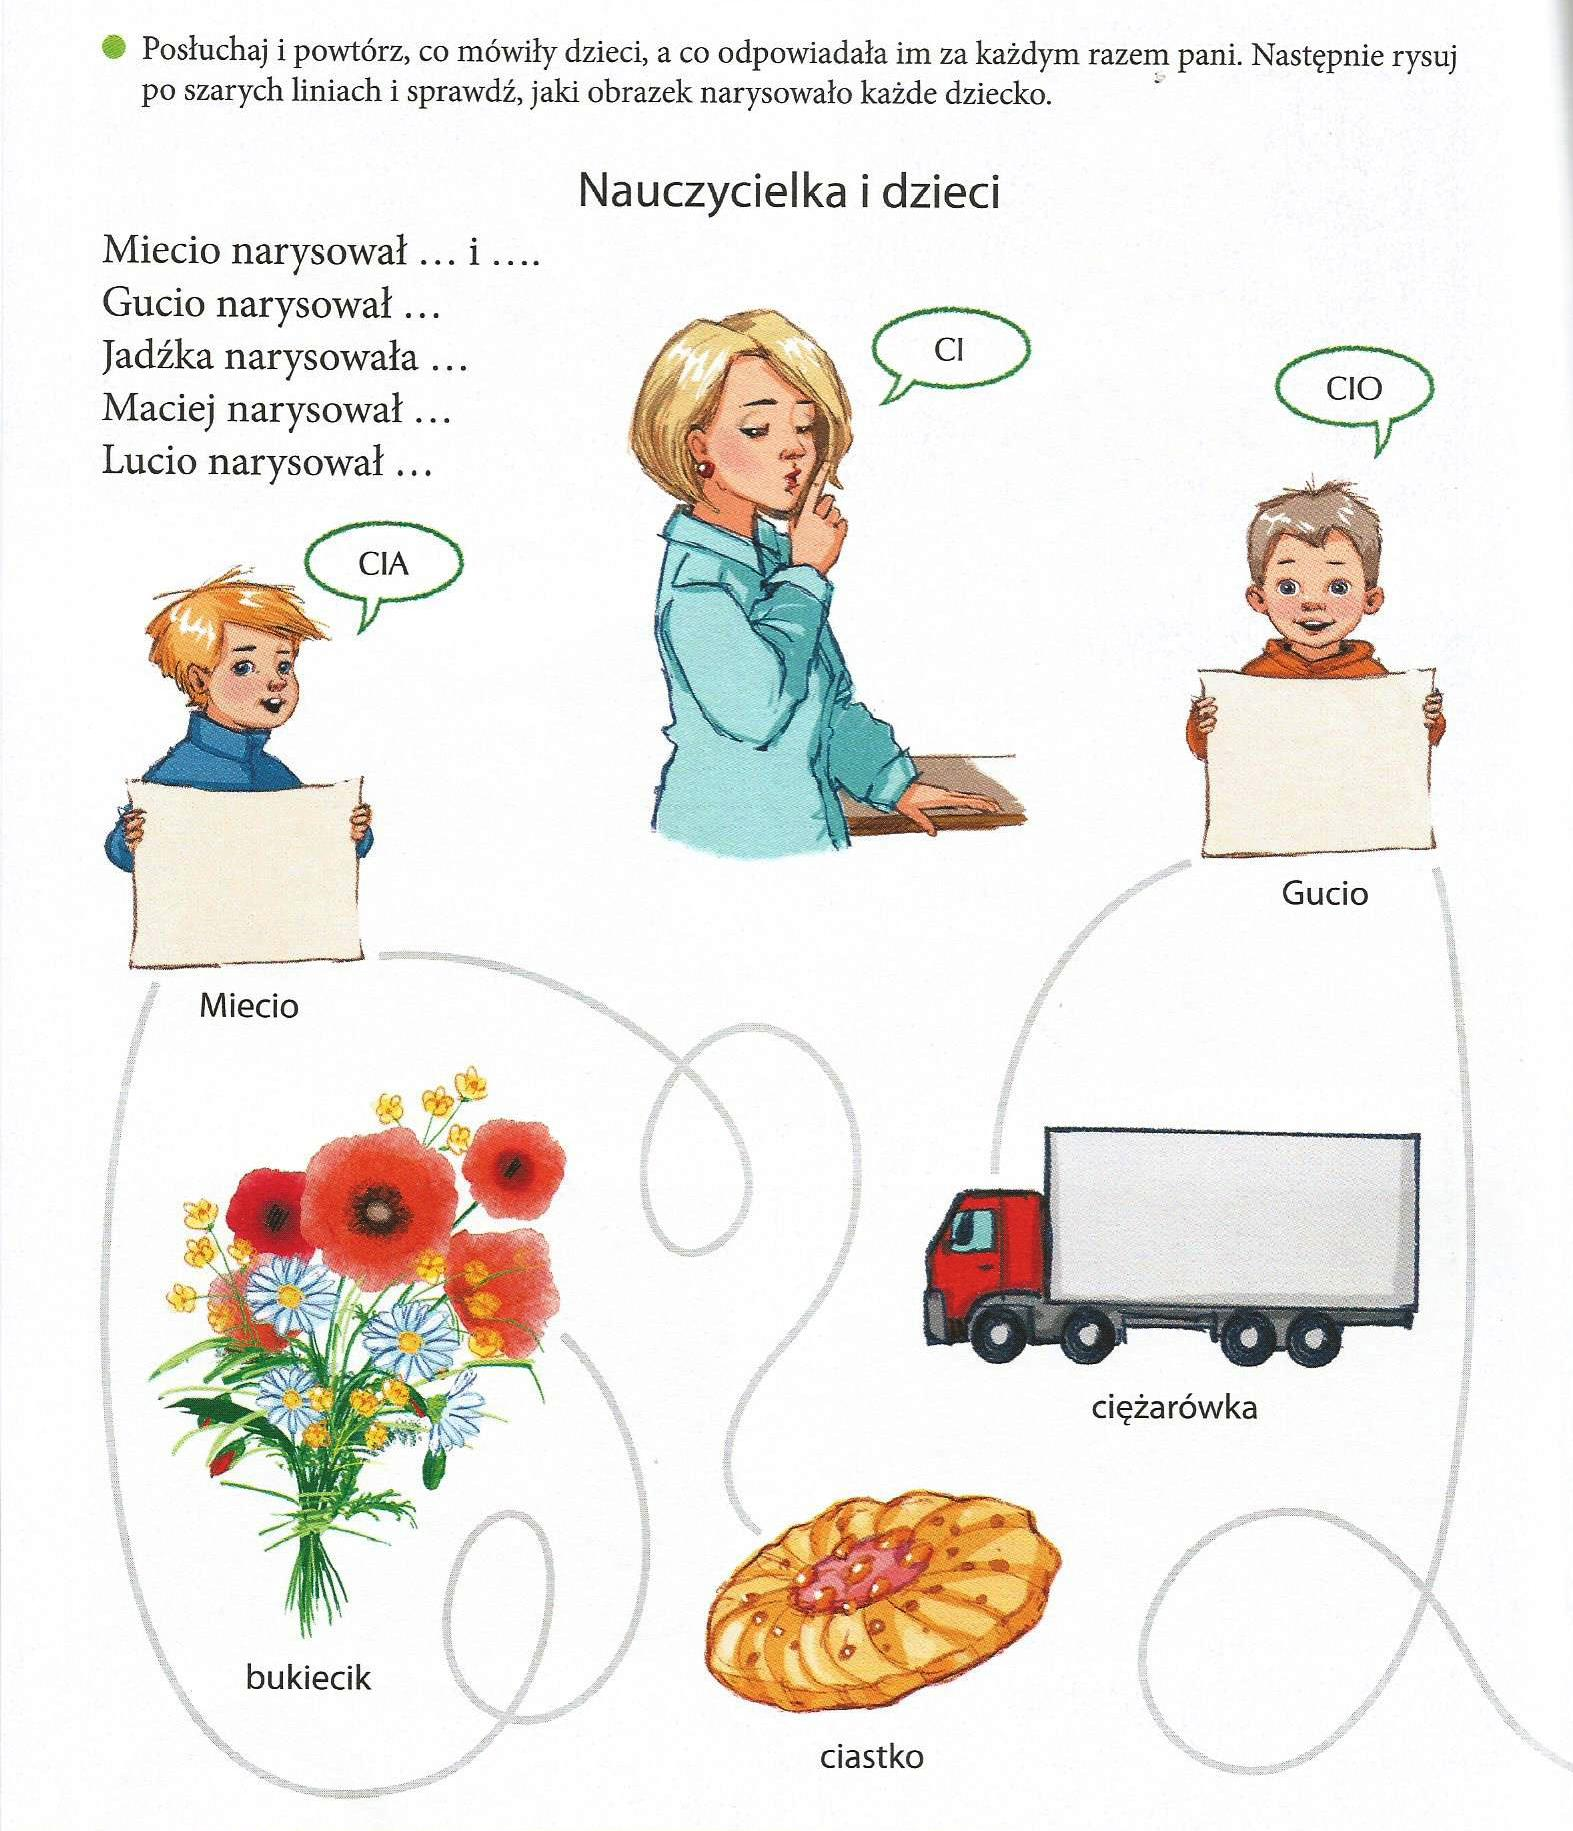 Posłuchaj i powtórz, co mówiły dzieci, a co odpowiadała im za każdym razem pani. Następnie rysuj
po szarych liniach i sprawdź, jaki obrazek narysowało każde dziecko.
Nauczycielka i dzieci
Miecio narysował … i ….
Gucio narysował …
Jadźka narysowała …
Maciej narysował …
Lucio narysował …
CI
CIO
CIA
Gucio
Miecio
ciężarówka
bukiecik
ciastko